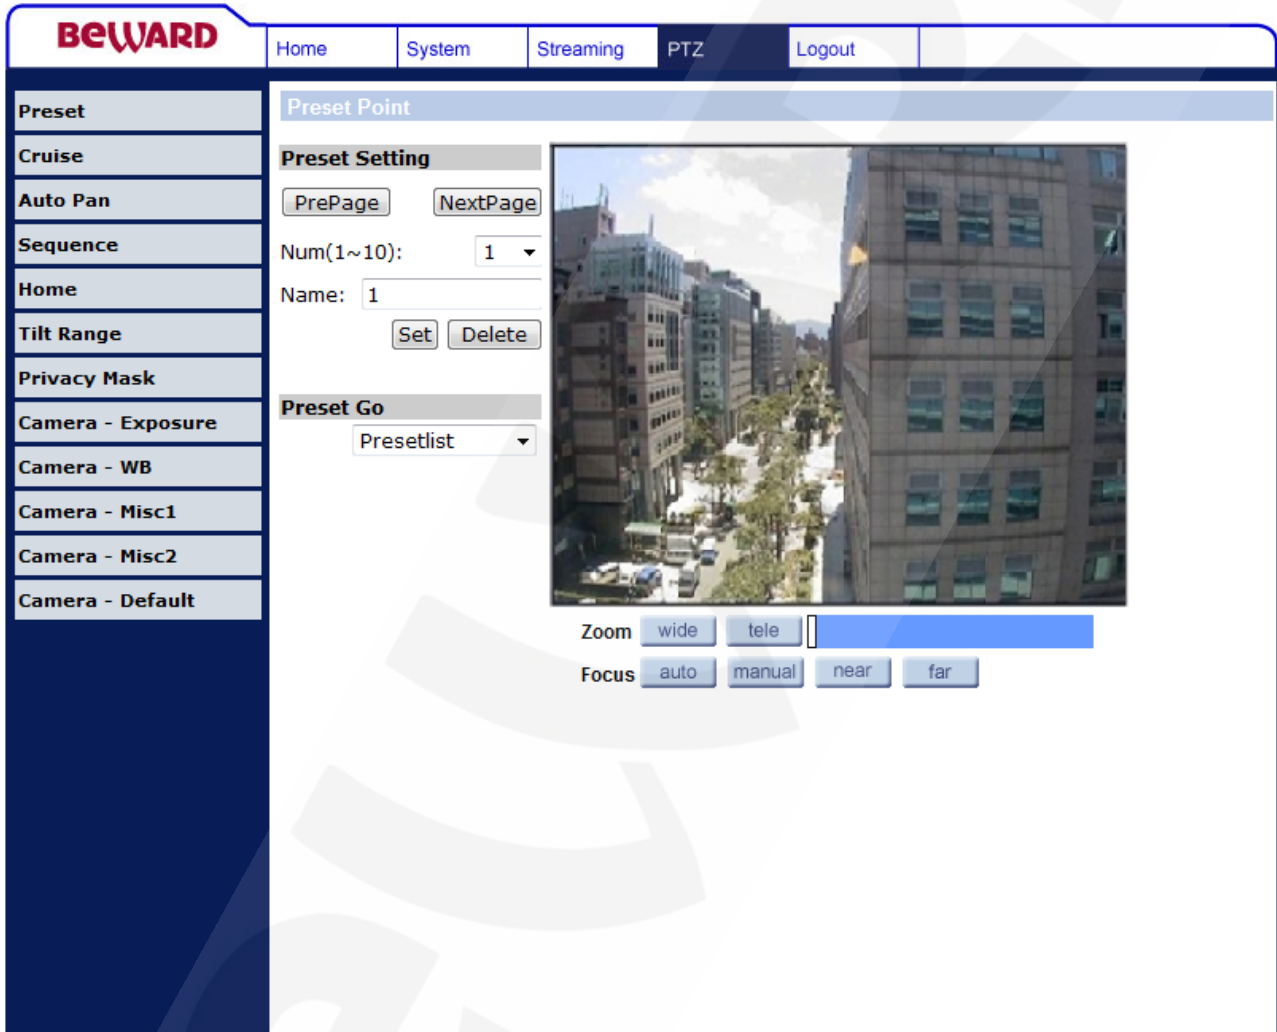 BEWARD
Home System Streaming PTZ Logout
Preset
Cruise
Auto Pan
Sequence
Home
Tilt Range
Privacy Mask
Camera - Exposure
Camera - WB
Camera - Misc1
Camera - Misc2
Camera - Default
Preset Point
Preset Setting
PrePage NextPage
Num(1~10): 1
Name: 1
Set Delete
Preset Go
Presetlist
Zoom wide tele
Focus auto manual near far